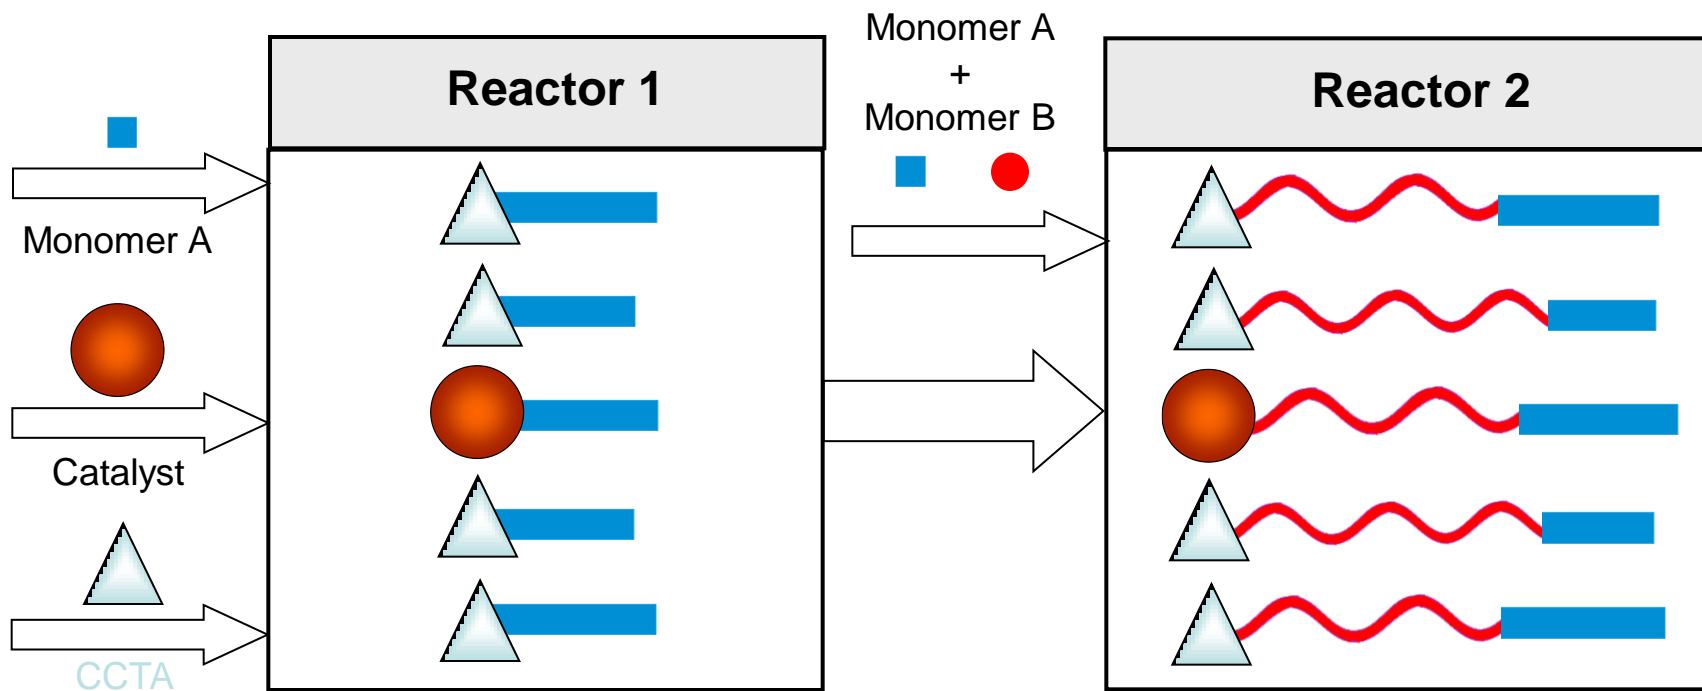 Monomer A
Catalyst
CCTA
Reactor 1
Monomer A
+
Monomer B
Reactor 2